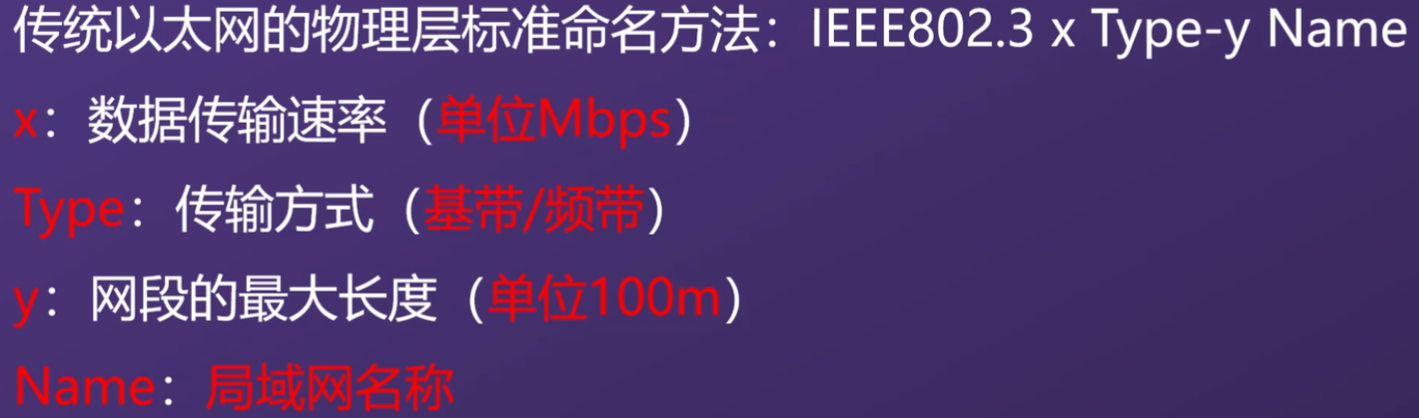 传统以太网的物理层标准命名方法：IEEE802.3 x Type-y Name
x：数据传输速率（单位Mbps）
Type：传输方式（基带/频带）
y：网段的最大长度（单位100m）
Name：局域网名称